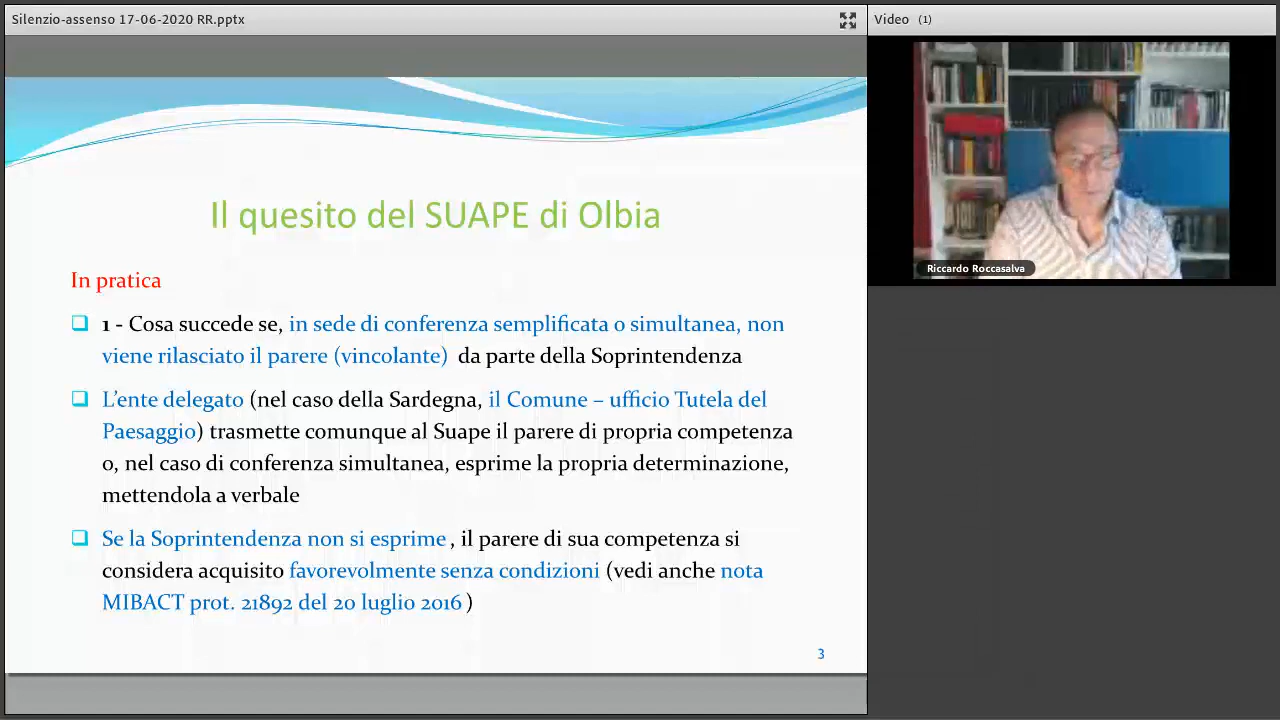 Silenzio-assenso 17-06-2020 RR.pptx
Video (1)
Riccardo Roccasalva
Il quesito del SUAPE di Olbia
In pratica
1 - Cosa succede se, in sede di conferenza semplificata o simultanea, non
viene rilasciato il parere (vincolante) da parte della Soprintendenza
L'ente delegato (nel caso della Sardegna, il Comune – ufficio Tutela del
Paesaggio) trasmette comunque al Suape il parere di propria competenza
o, nel caso di conferenza simultanea, esprime la propria determinazione,
mettendola a verbale
Se la Soprintendenza non si esprime , il parere di sua competenza si
considera acquisito favorevolmente senza condizioni (vedi anche nota
MIBACT prot. 21892 del 20 luglio 2016 )
3